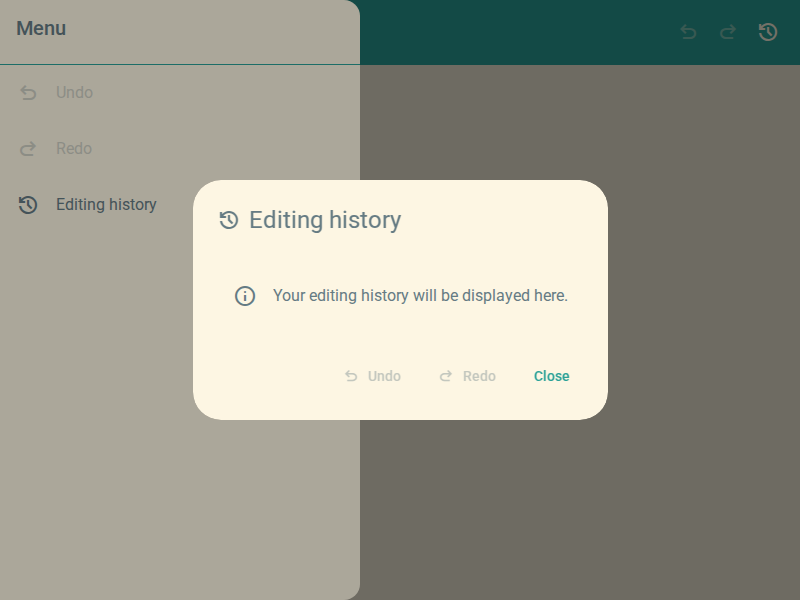 Menu
Undo
Redo
Editing history
Editing history
Your editing history will be displayed here.
Undo Redo Close